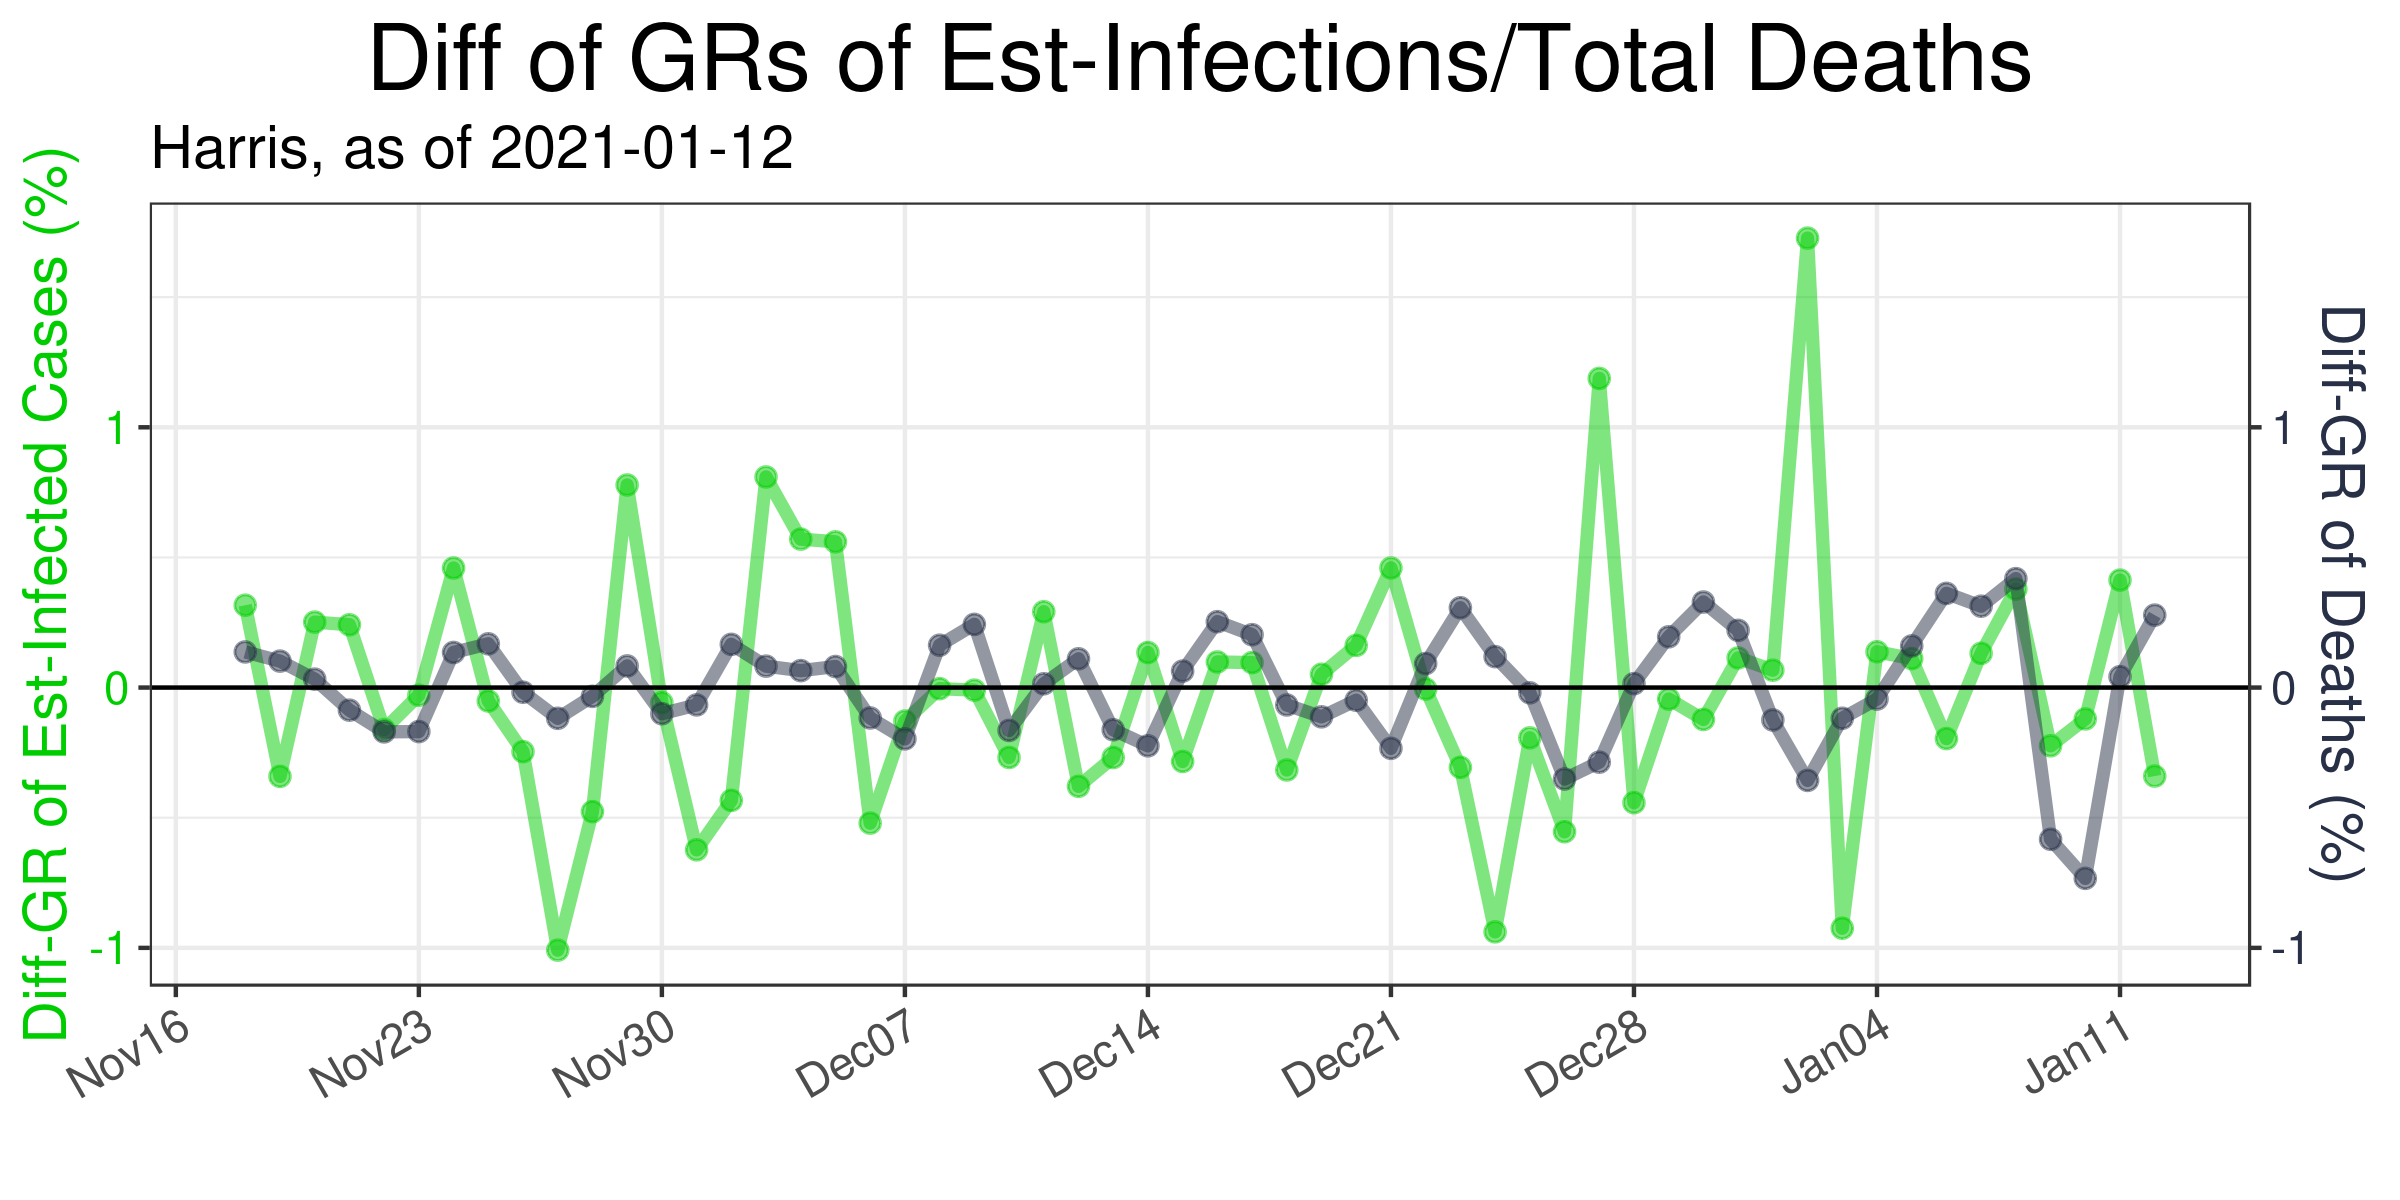 Diff of GRs of Est-Infections/Total Deaths
Harris, as of 2021-01-12
Diff-GR of Est-Infected Cases (%)
1
0
-1
1
0
-1
Diff-GR of Deaths (%)
Nov16
Nov23
Nov30
Dec07
Dec14
Dec21
Dec28
Jan04
Jan11